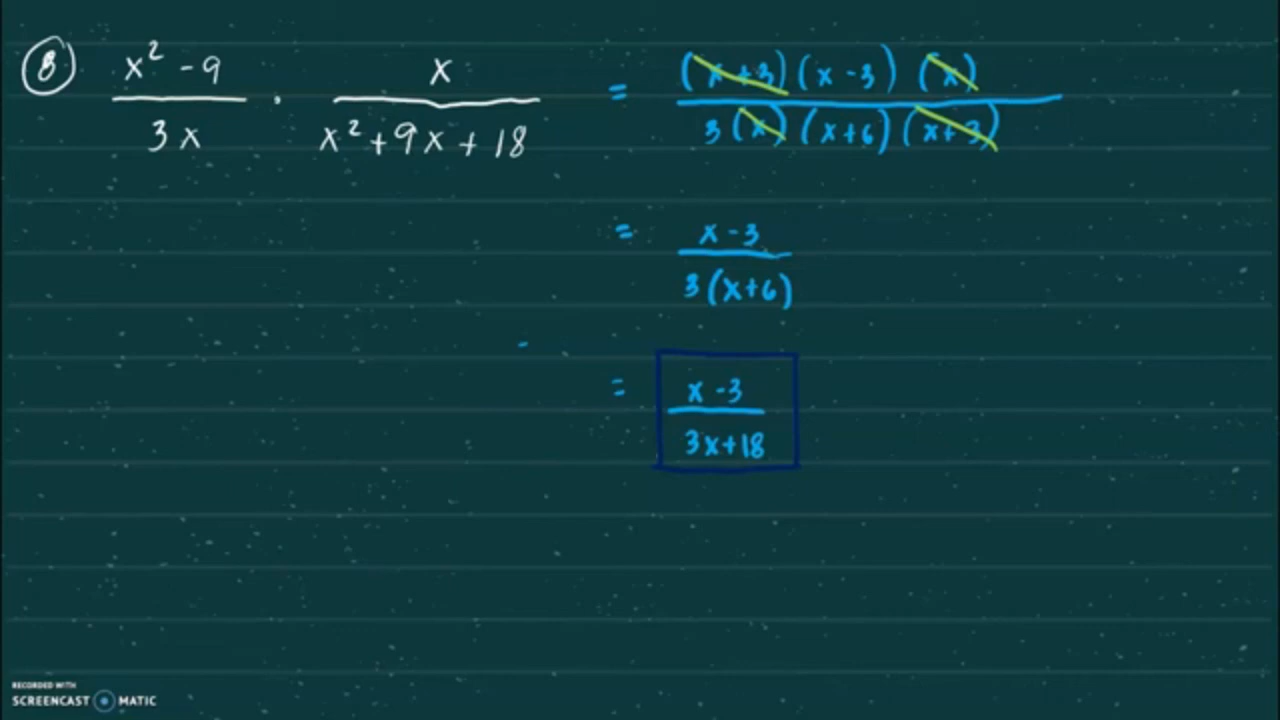 8 x² - 9 / 3x · x / x² + 9x + 18 = (x + 3)(x - 3)(x) / 3(x)(x+6)(x+3)
= x - 3 / 3(x+6)
= x - 3 / 3x+18
RECORDED WITH
SCREENCAST MATIC